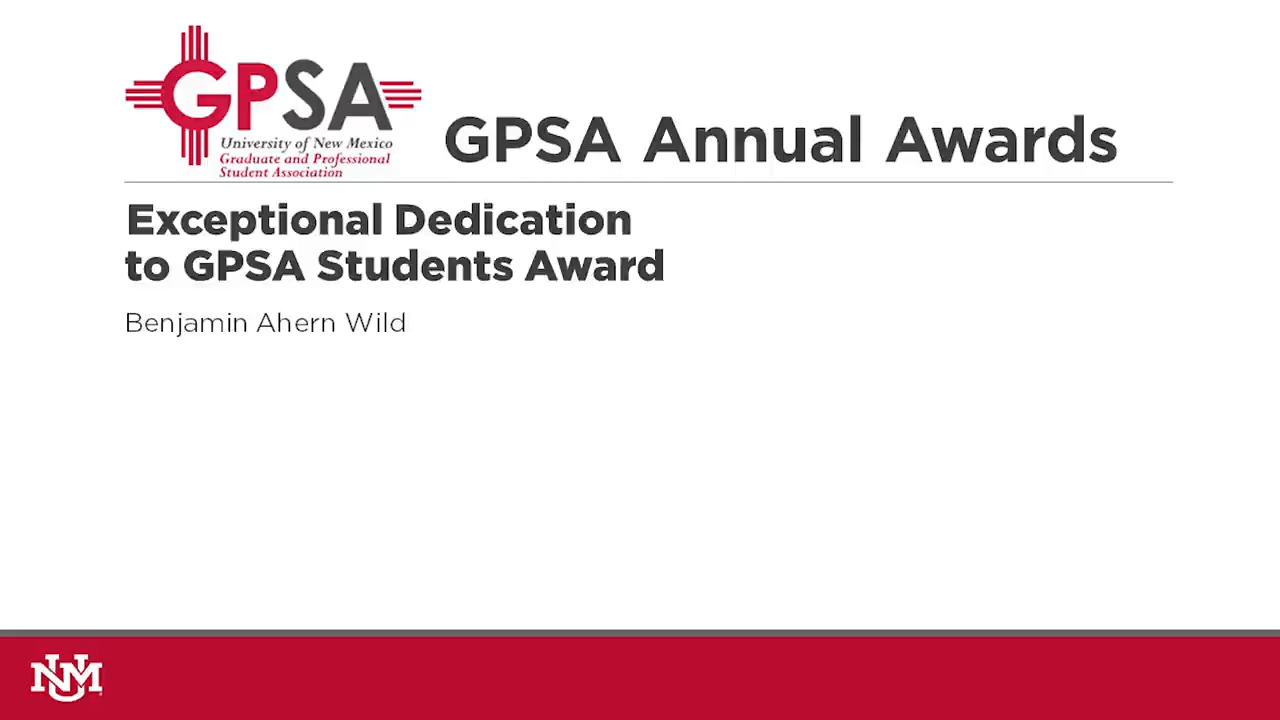 GPSA
University of New Mexico
Graduate and Professional
Student Association
GPSA Annual Awards
Exceptional Dedication
to GPSA Students Award
Benjamin Ahern Wild
UNM